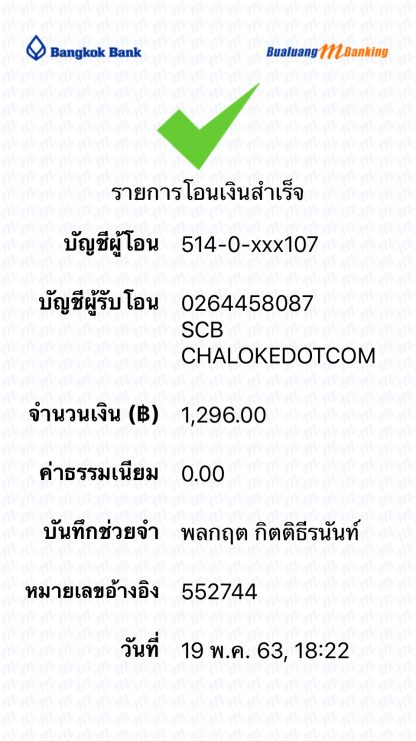 Bangkok Bank
Bualuang mBanking
รายการโอนเงินสำเร็จ
บัญชีผู้โอน 514-0-xxx107
บัญชีผู้รับโอน 0264458087
SCB
CHALOKEDOTCOM
จำนวนเงิน (฿) 1,296.00
ค่าธรรมเนียม 0.00
บันทึกช่วยจำ พลกฤต กิตติธีรนันท์
หมายเลขอ้างอิง 552744
วันที่ 19 พ.ค. 63, 18:22